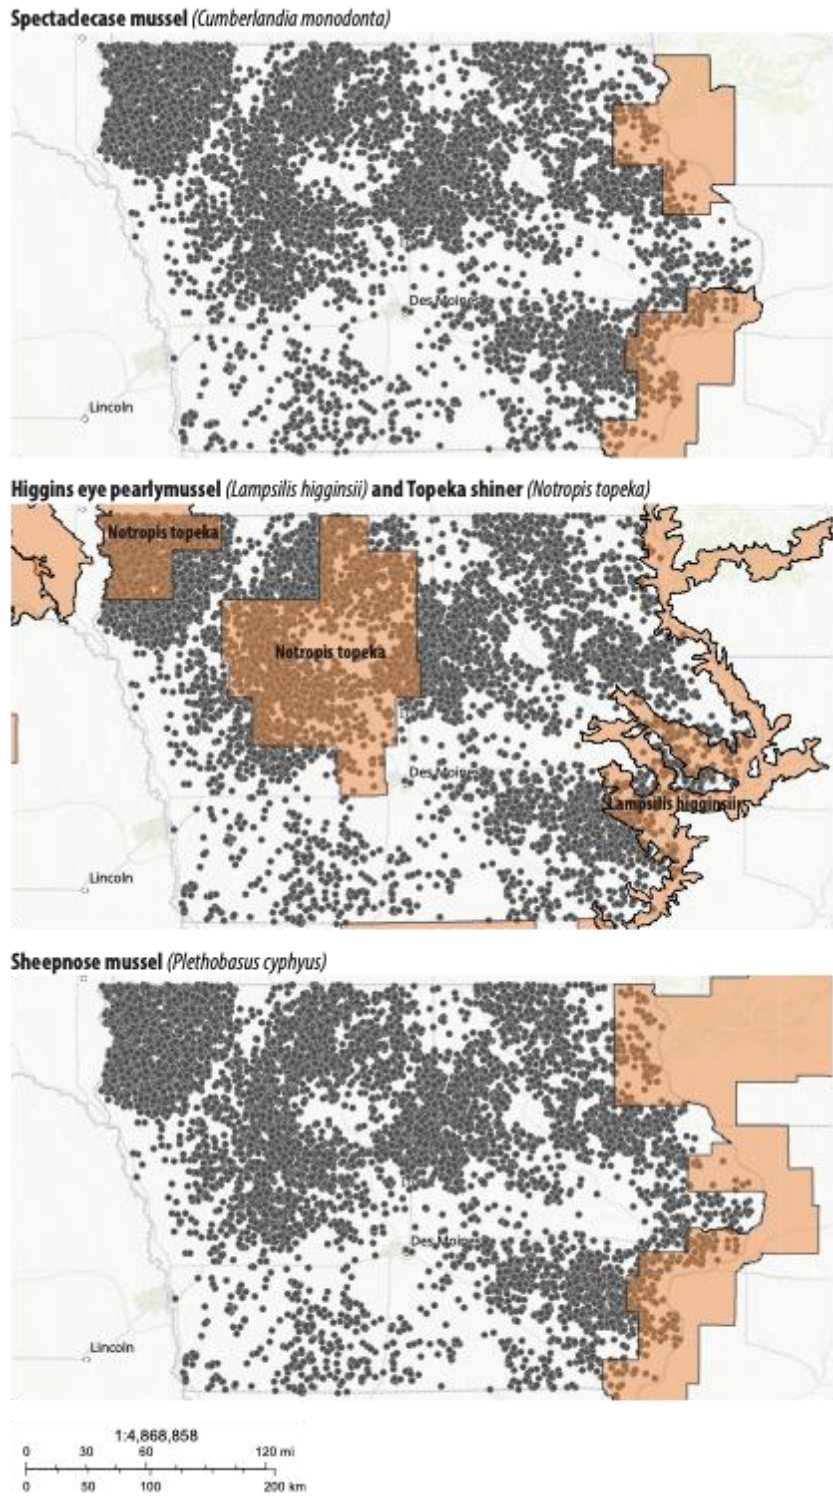 Spectaclecase mussel (Cumberlandia monodonta)
Des Moines
Lincoln
Higgins eye pearlymussel (Lampsilis higginsii) and Topeka shiner (Notropis topeka)
Notropis topeka
Notropis topeka
Des Moines
Lampsilis higginsii
Lincoln
Sheepnose mussel (Plethobasus cyphyus)
Des Moines
Lincoln
1:4,868,858
0 30 60 120 mi
0 50 100 200 km